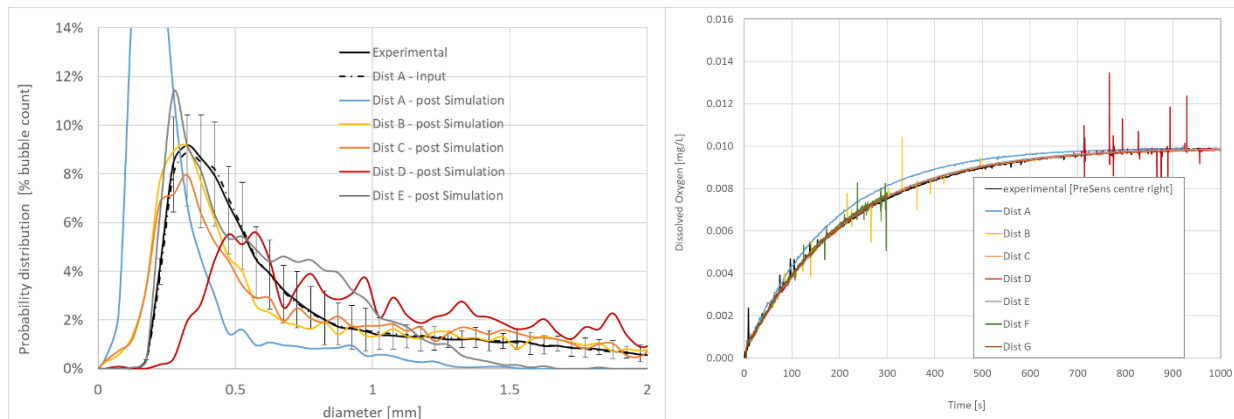 14%
12%
10%
8%
6%
4%
2%
0%
Probability distribution [% bubble count]
0
0.5
1
1.5
2
diameter [mm]
Experimental
Dist A - Input
Dist A - post Simulation
Dist B - post Simulation
Dist C - post Simulation
Dist D - post Simulation
Dist E - post Simulation
0.016
0.014
0.012
0.010
0.008
0.006
0.004
0.002
0.000
Dissolved Oxygen [mg/L]
0 100 200 300 400 500 600 700 800 900 1000
Time [s]
experimental [PreSens centre right]
Dist A
Dist B
Dist C
Dist D
Dist E
Dist F
Dist G